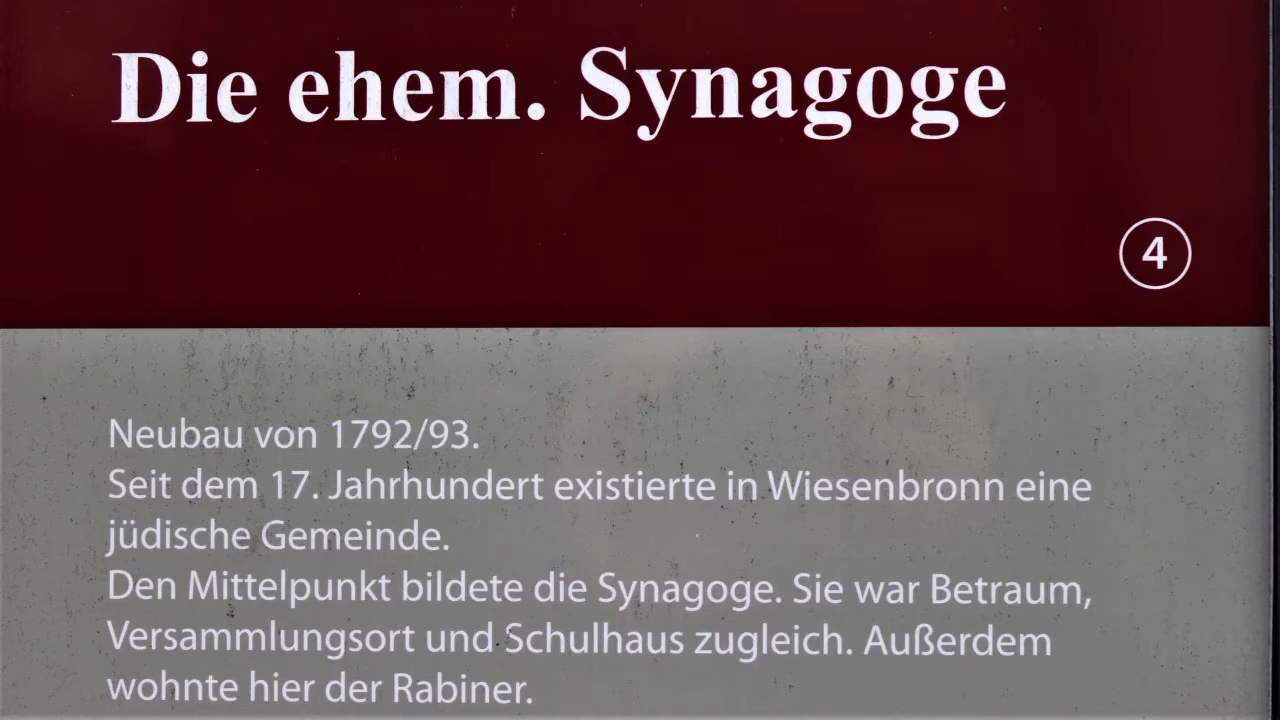 Die ehem. Synagoge
4
Neubau von 1792/93.
Seit dem 17. Jahrhundert existierte in Wiesenbronn eine
jüdische Gemeinde.
Den Mittelpunkt bildete die Synagoge. Sie war Betraum,
Versammlungsort und Schulhaus zugleich. Außerdem
wohnte hier der Rabiner.